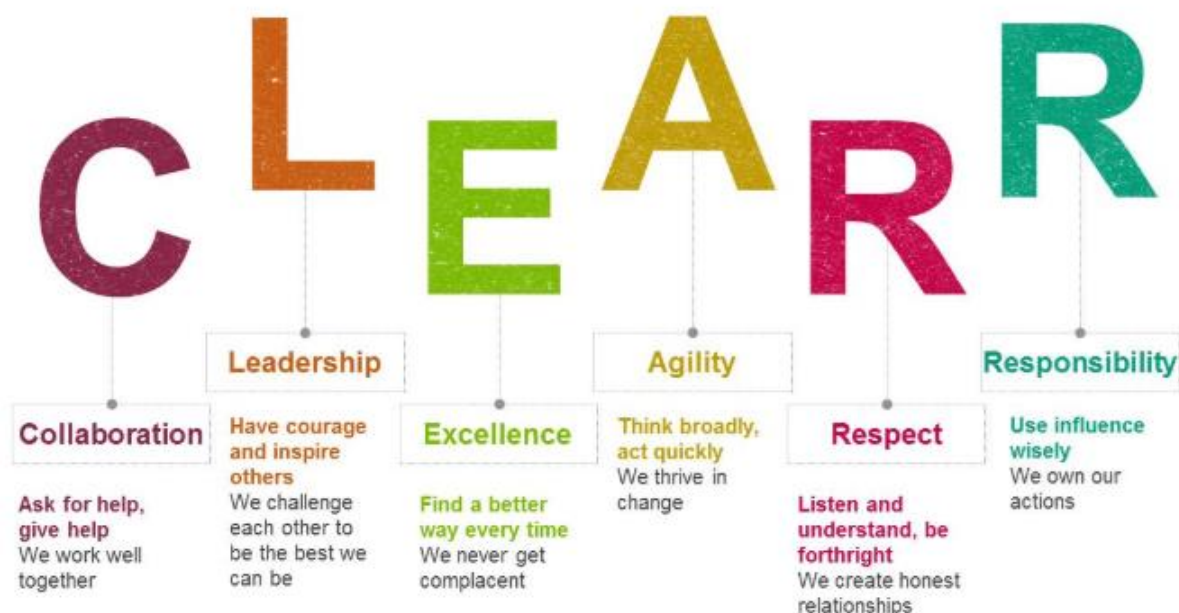 C
L
E
A
R
R
Collaboration
Ask for help,
give help
We work well
together
Leadership
Have courage
and inspire
others
We challenge
each other to
be the best we
can be
Excellence
Find a better
way every time
We never get
complacent
Agility
Think broadly,
act quickly
We thrive in
change
Respect
Listen and
understand, be
forthright
We create honest
relationships
Responsibility
Use influence
wisely
We own our
actions